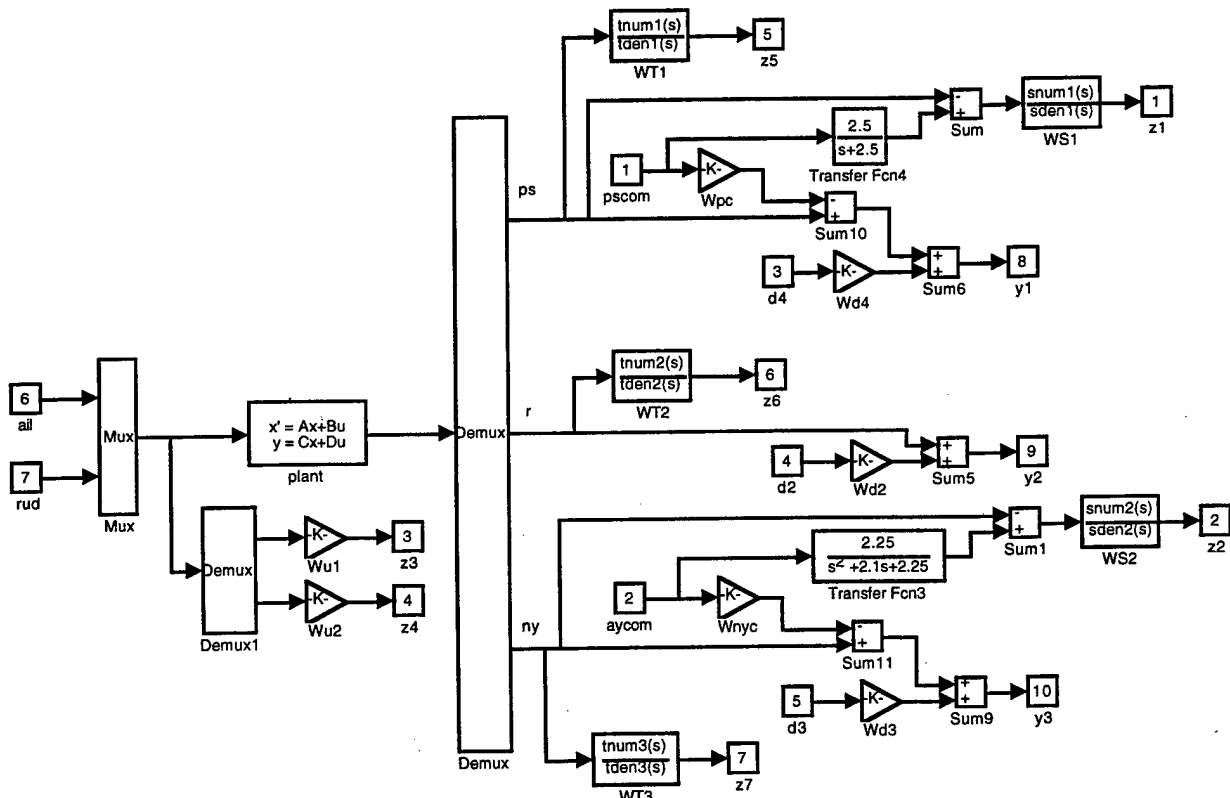 tnum1(s)
tden1(s)
WT1
5
z5
ps
1
pscom
-K-
Wpc
2.5
s+2.5
Transfer Fcn4
-
+
Sum
snum1(s)
sden1(s)
WS1
1
z1
-
+
Sum10
3
d4
-K-
Wd4
+
+
Sum6
8
y1
6
ail
7
rud
Mux
Mux
x' = Ax+Bu
y = Cx+Du
plant
Demux
Demux1
-K-
Wu1
3
z3
-K-
Wu2
4
z4
Demux
Demux
r
tnum2(s)
tden2(s)
WT2
6
z6
4
d2
-K-
Wd2
+
+
Sum5
9
y2
ny
2
aycom
-K-
Wnyc
2.25
s2 +2.1s+2.25
Transfer Fcn3
-
+
Sum1
snum2(s)
sden2(s)
WS2
2
z2
-
+
Sum11
5
d3
-K-
Wd3
+
+
Sum9
10
y3
tnum3(s)
tden3(s)
WT3
7
z7